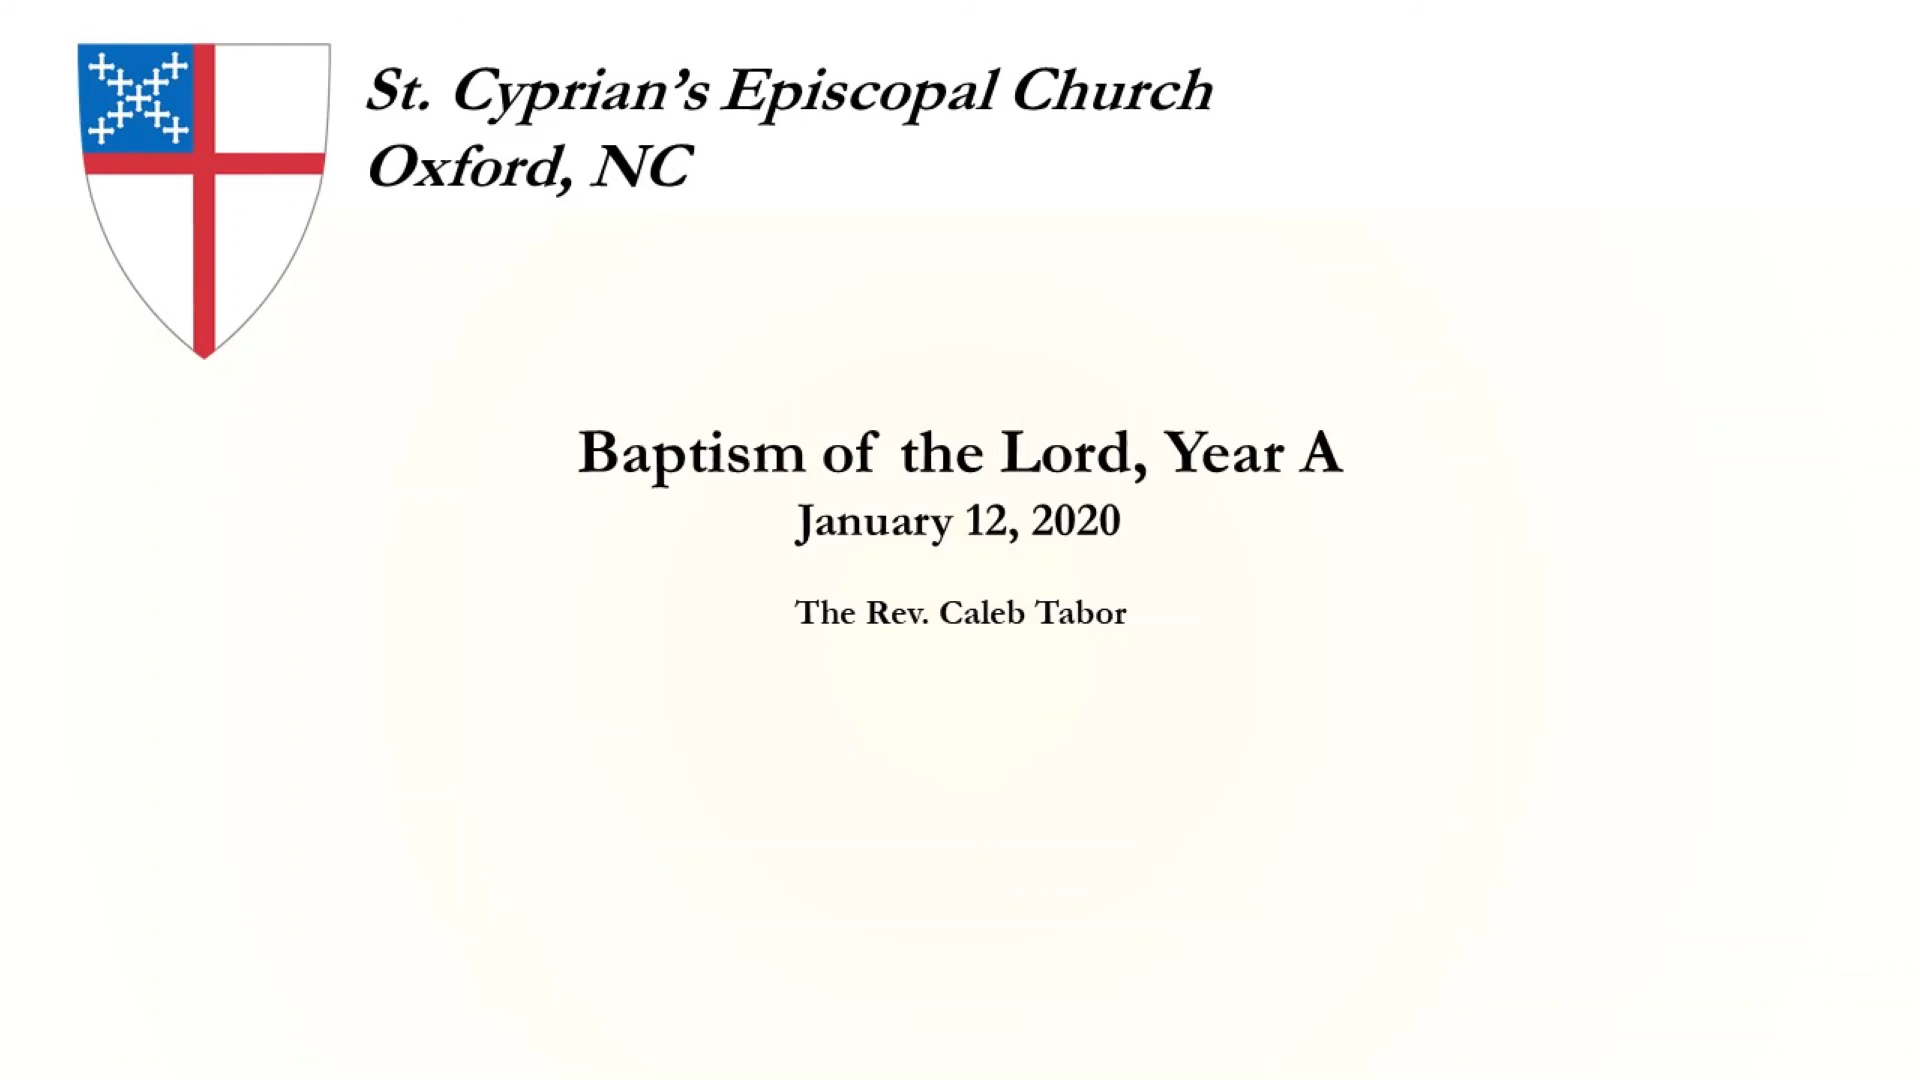 St. Cyprian’s Episcopal Church
Oxford, NC
Baptism of the Lord, Year A
January 12, 2020
The Rev. Caleb Tabor